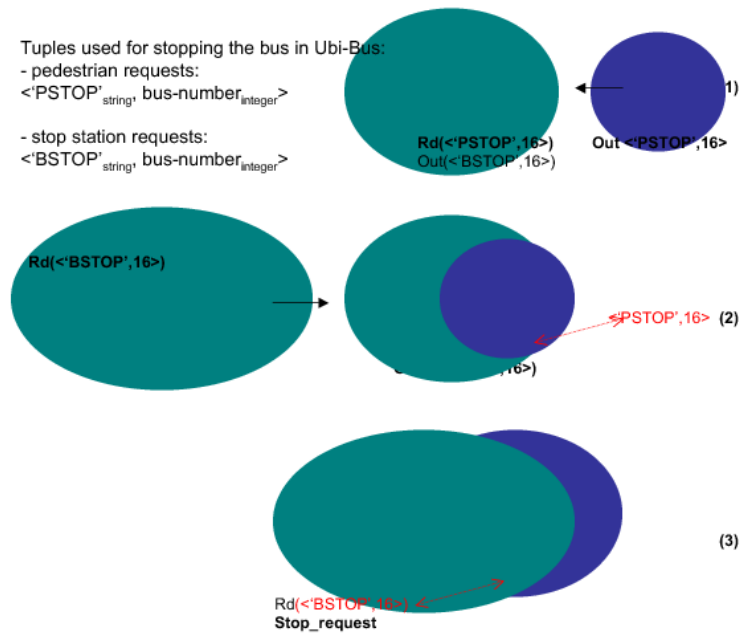 Tuples used for stopping the bus in Ubi-Bus:
- pedestrian requests:
<‘PSTOP’string, bus-numberinteger>
- stop station requests:
<‘BSTOP’string, bus-numberinteger>
1)
Rd(<‘PSTOP’,16>)
Out(<‘BSTOP’,16>)
Out <‘PSTOP’,16>
Rd(<‘BSTOP’,16>)
<‘PSTOP’,16> (2)
,16>)
(3)
Rd(<‘BSTOP’,16>)
Stop_request